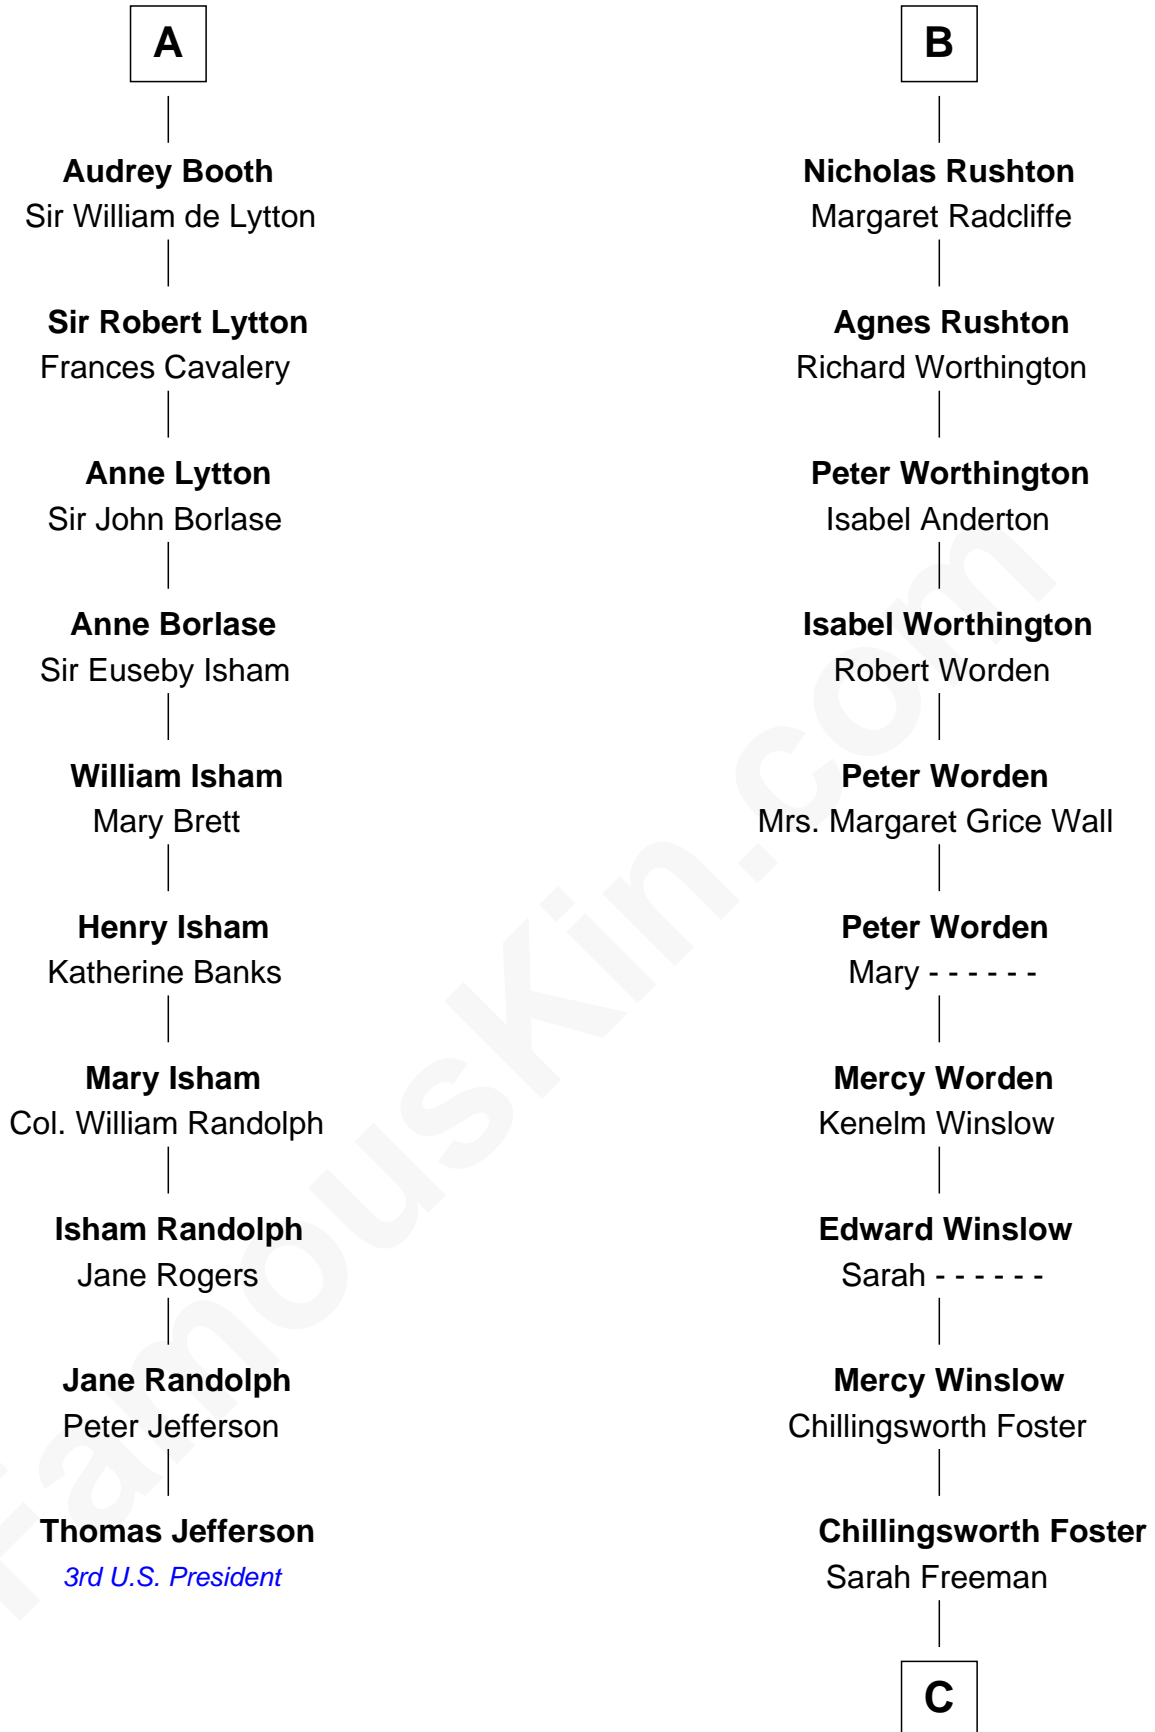 A
Audrey Booth
Sir William de Lytton
Sir Robert Lytton
Frances Cavalery
Anne Lytton
Sir John Borlase
Anne Borlase
Sir Euseby Isham
William Isham
Mary Brett
Henry Isham
Katherine Banks
Mary Isham
Col. William Randolph
Isham Randolph
Jane Rogers
Jane Randolph
Peter Jefferson
Thomas Jefferson
3rd U.S. President
B
Nicholas Rushton
Margaret Radcliffe
Agnes Rushton
Richard Worthington
Peter Worthington
Isabel Anderton
Isabel Worthington
Robert Worden
Peter Worden
Mrs. Margaret Grice Wall
Peter Worden
Mary - - - - - -
Mercy Worden
Kenelm Winslow
Edward Winslow
Sarah - - - - - -
Mercy Winslow
Chillingsworth Foster
Chillingsworth Foster
Sarah Freeman
C
FamousKin.com